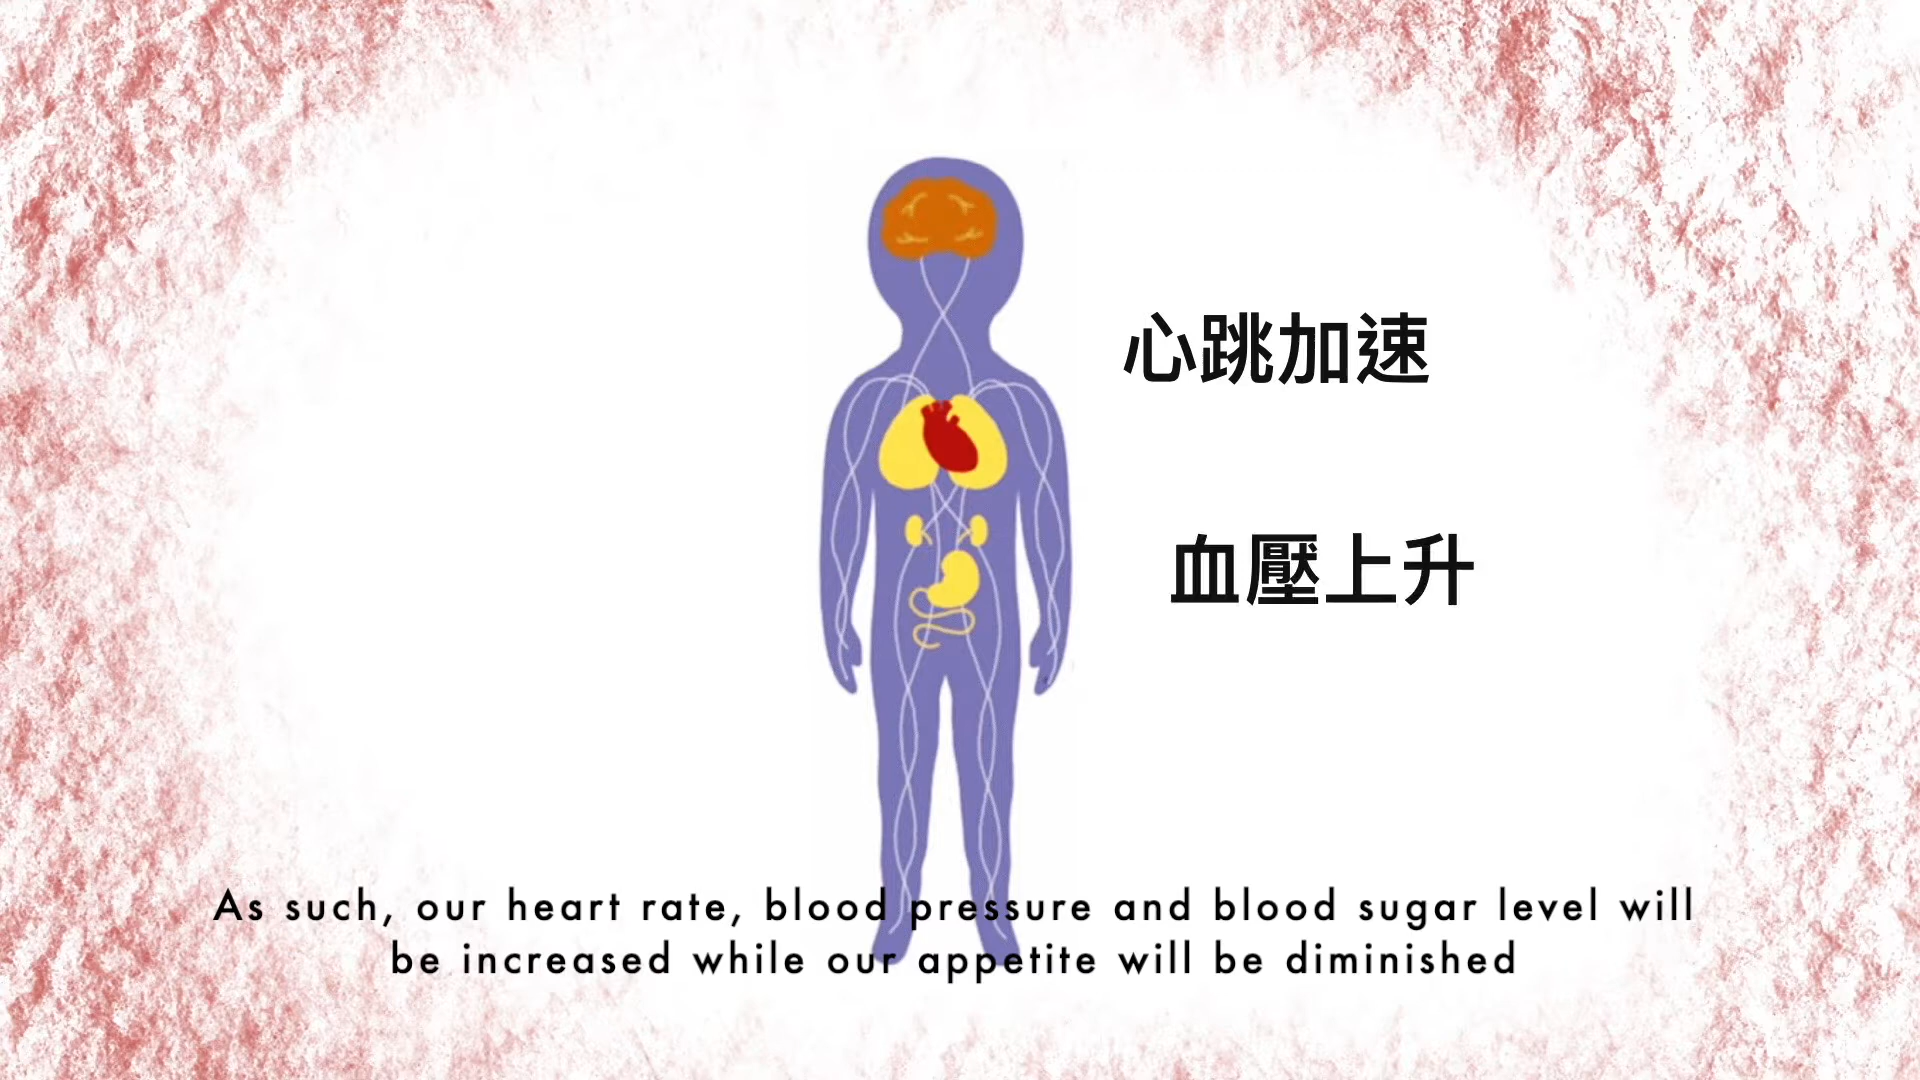 心跳加速
血壓上升
As such, our heart rate, blood pressure and blood sugar level will
be increased while our appetite will be diminished